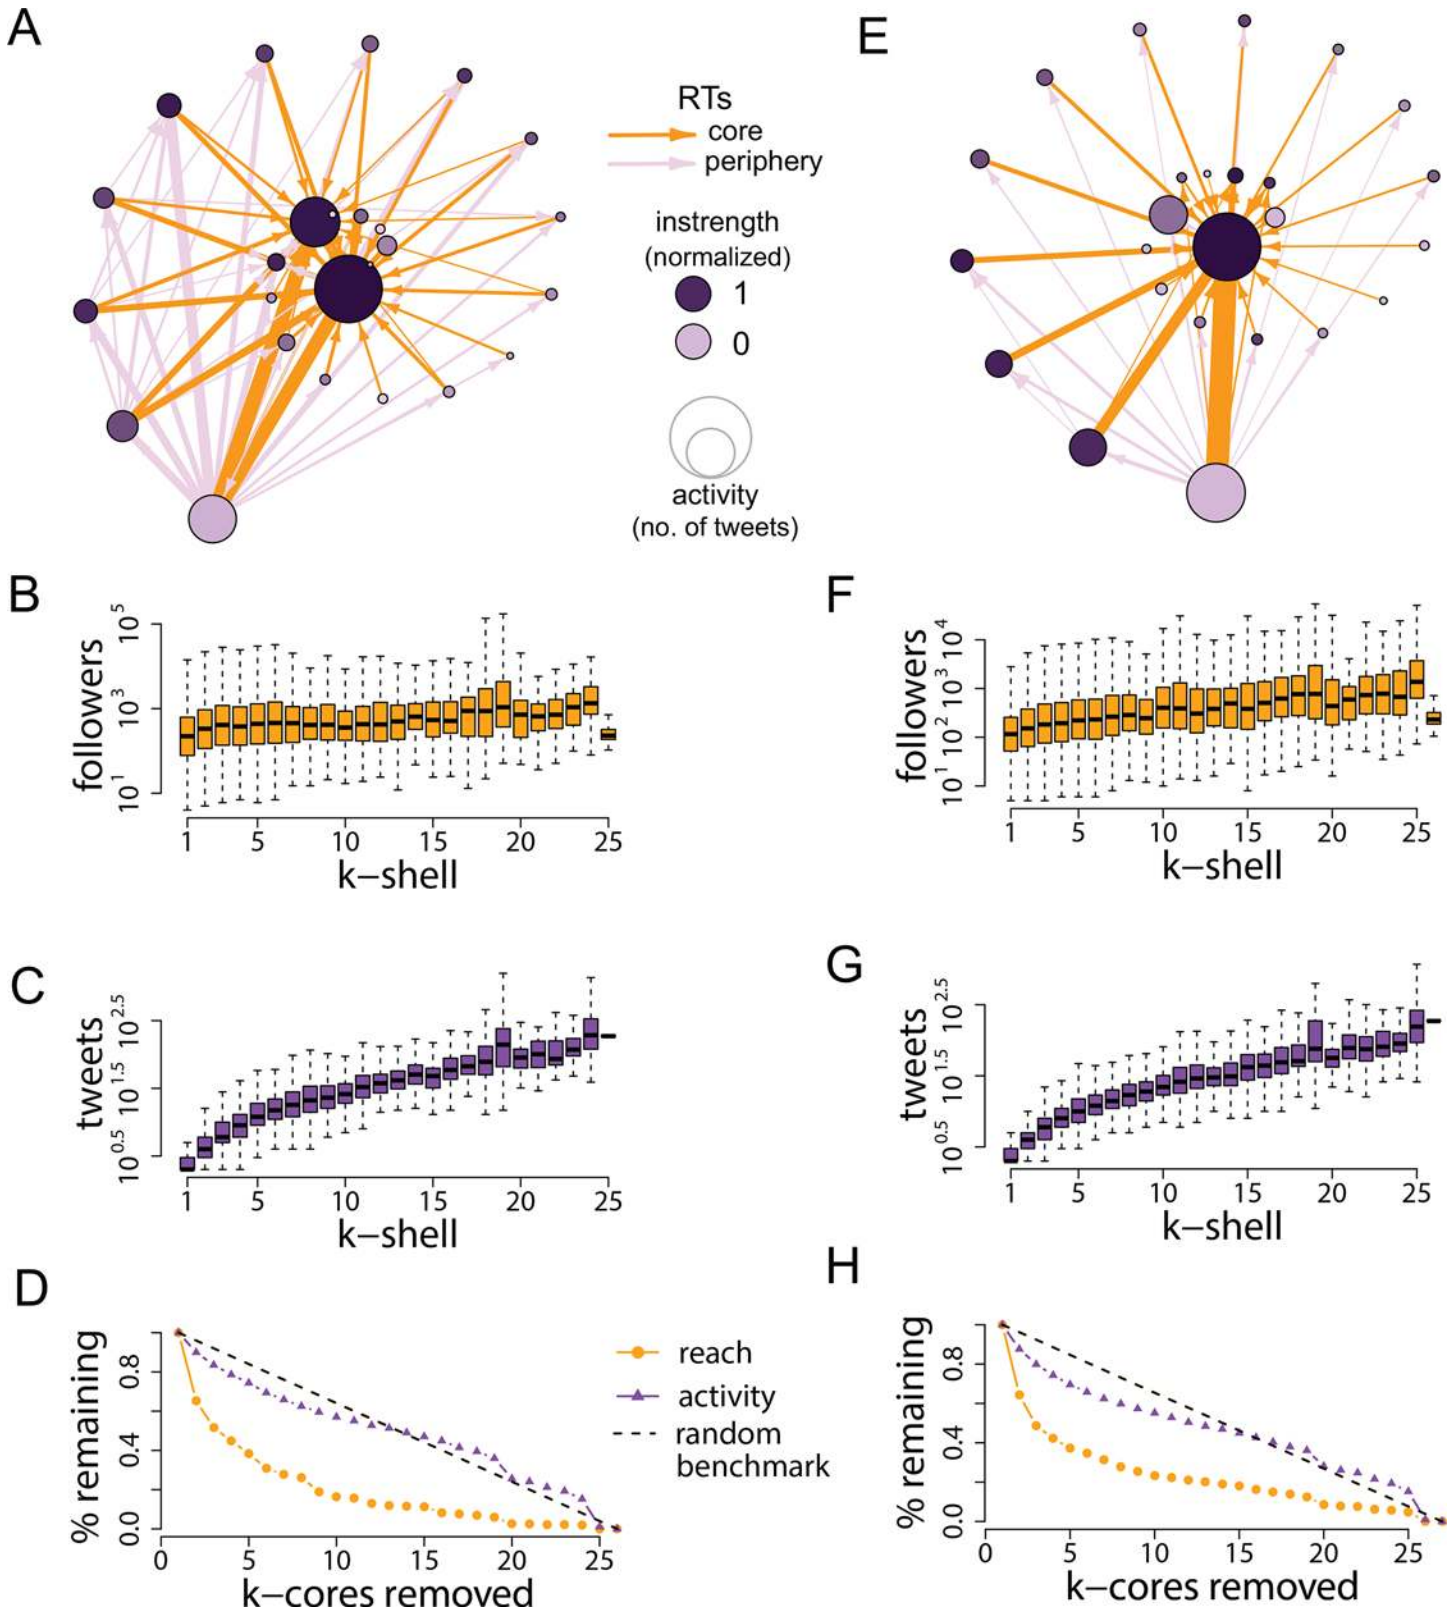 A
E
RTs
core
periphery
instrength
(normalized)
1
0
activity
(no. of tweets)
B
followers
10^1 10^3 10^5
1 5 10 15 20 25
k–shell
F
followers
10^1 10^2 10^3 10^4
1 5 10 15 20 25
k–shell
C
tweets
10^0.5 10^1.5 10^2.5
1 5 10 15 20 25
k–shell
G
tweets
10^0.5 10^1.5 10^2.5
1 5 10 15 20 25
k–shell
D
% remaining
0.0 0.4 0.8
0 5 10 15 20 25
k–cores removed
reach
activity
random
benchmark
H
% remaining
0.0 0.4 0.8
0 5 10 15 20 25
k–cores removed